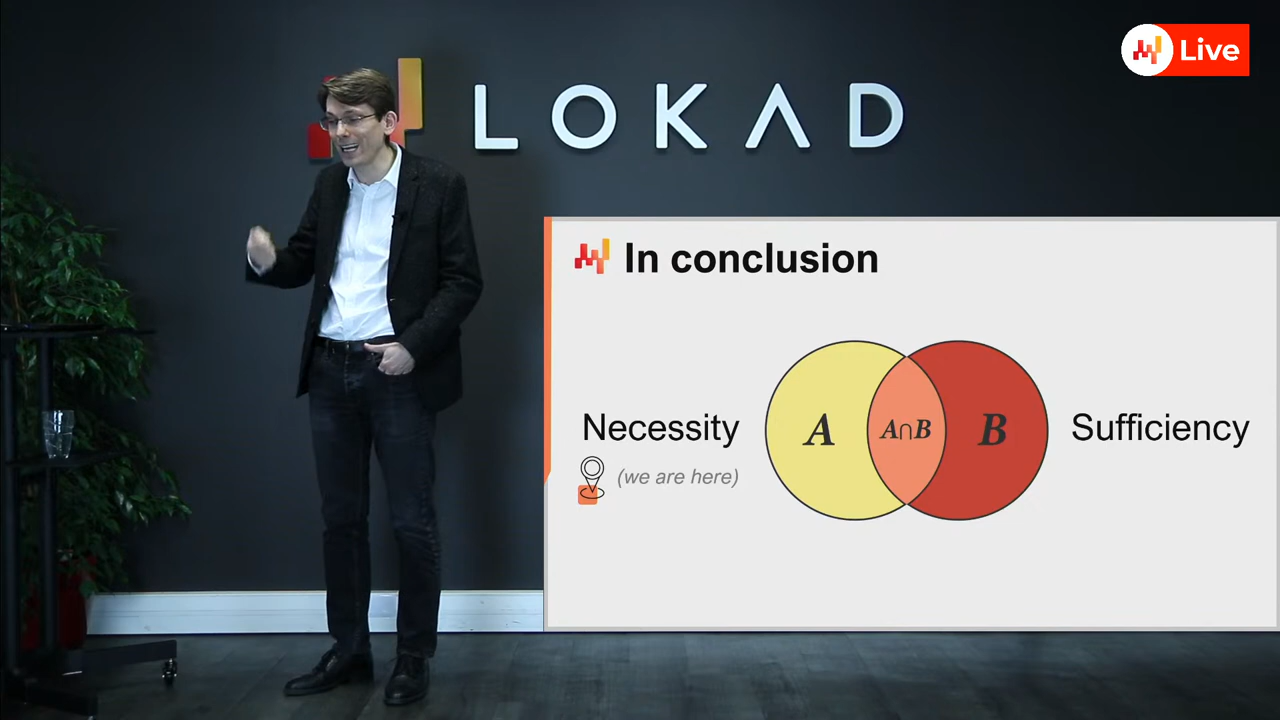 Live
LOKAD
In conclusion
Necessity
A
A∩B
B
Sufficiency
(we are here)